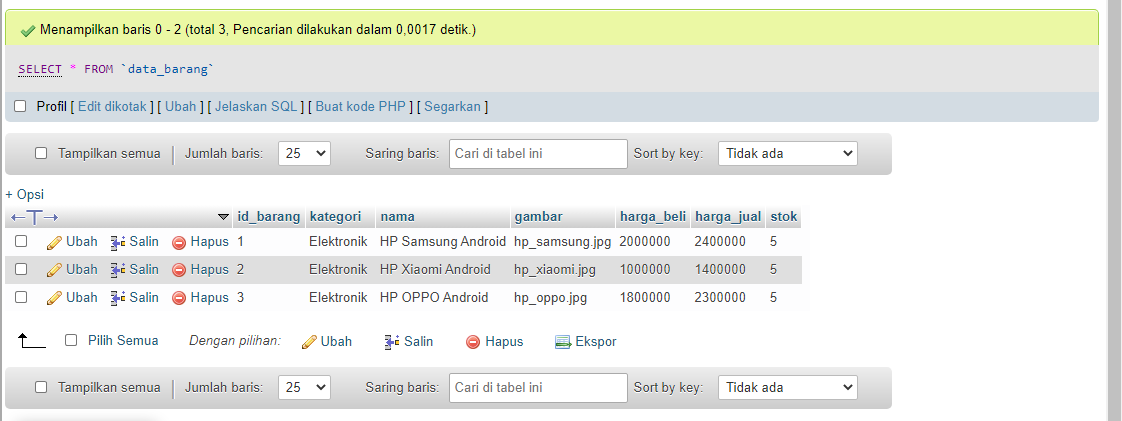 Menampilkan baris 0 - 2 (total 3, Pencarian dilakukan dalam 0,0017 detik.)
SELECT * FROM `data_barang`
Profil [ Edit dikotak ] [ Ubah ] [ Jelaskan SQL ] [ Buat kode PHP ] [ Segarkan ]
Tampilkan semua | Jumlah baris: 25 Saring baris: Cari di tabel ini Sort by key: Tidak ada
+ Opsi
←T→ id_barang kategori nama gambar harga_beli harga_jual stok
Ubah Salin Hapus 1 Elektronik HP Samsung Android hp_samsung.jpg 2000000 2400000 5
Ubah Salin Hapus 2 Elektronik HP Xiaomi Android hp_xiaomi.jpg 1000000 1400000 5
Ubah Salin Hapus 3 Elektronik HP OPPO Android hp_oppo.jpg 1800000 2300000 5
Pilih Semua Dengan pilihan: Ubah Salin Hapus Ekspor
Tampilkan semua | Jumlah baris: 25 Saring baris: Cari di tabel ini Sort by key: Tidak ada